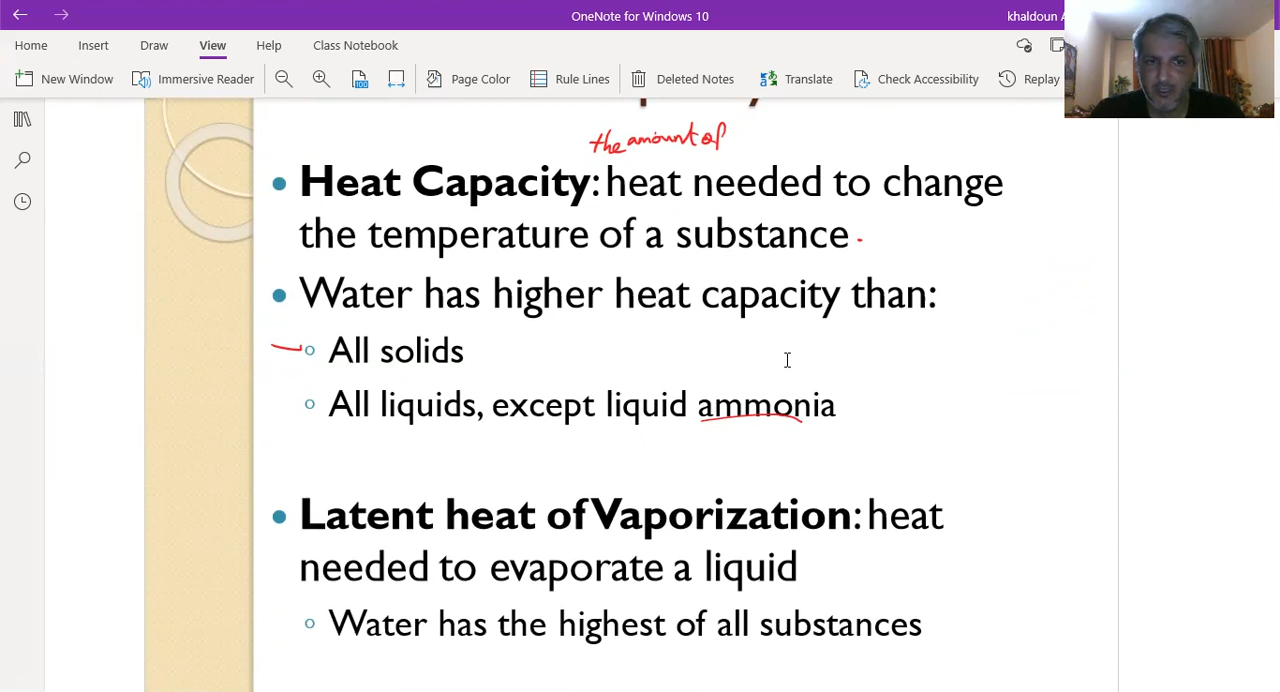 OneNote for Windows 10
khaldoun
Home Insert Draw View Help Class Notebook
New Window Immersive Reader Page Color Rule Lines Deleted Notes Translate Check Accessibility Replay
the amount of
• Heat Capacity: heat needed to change
the temperature of a substance.
• Water has higher heat capacity than:
o All solids
o All liquids, except liquid ammonia
• Latent heat of Vaporization: heat
needed to evaporate a liquid
o Water has the highest of all substances